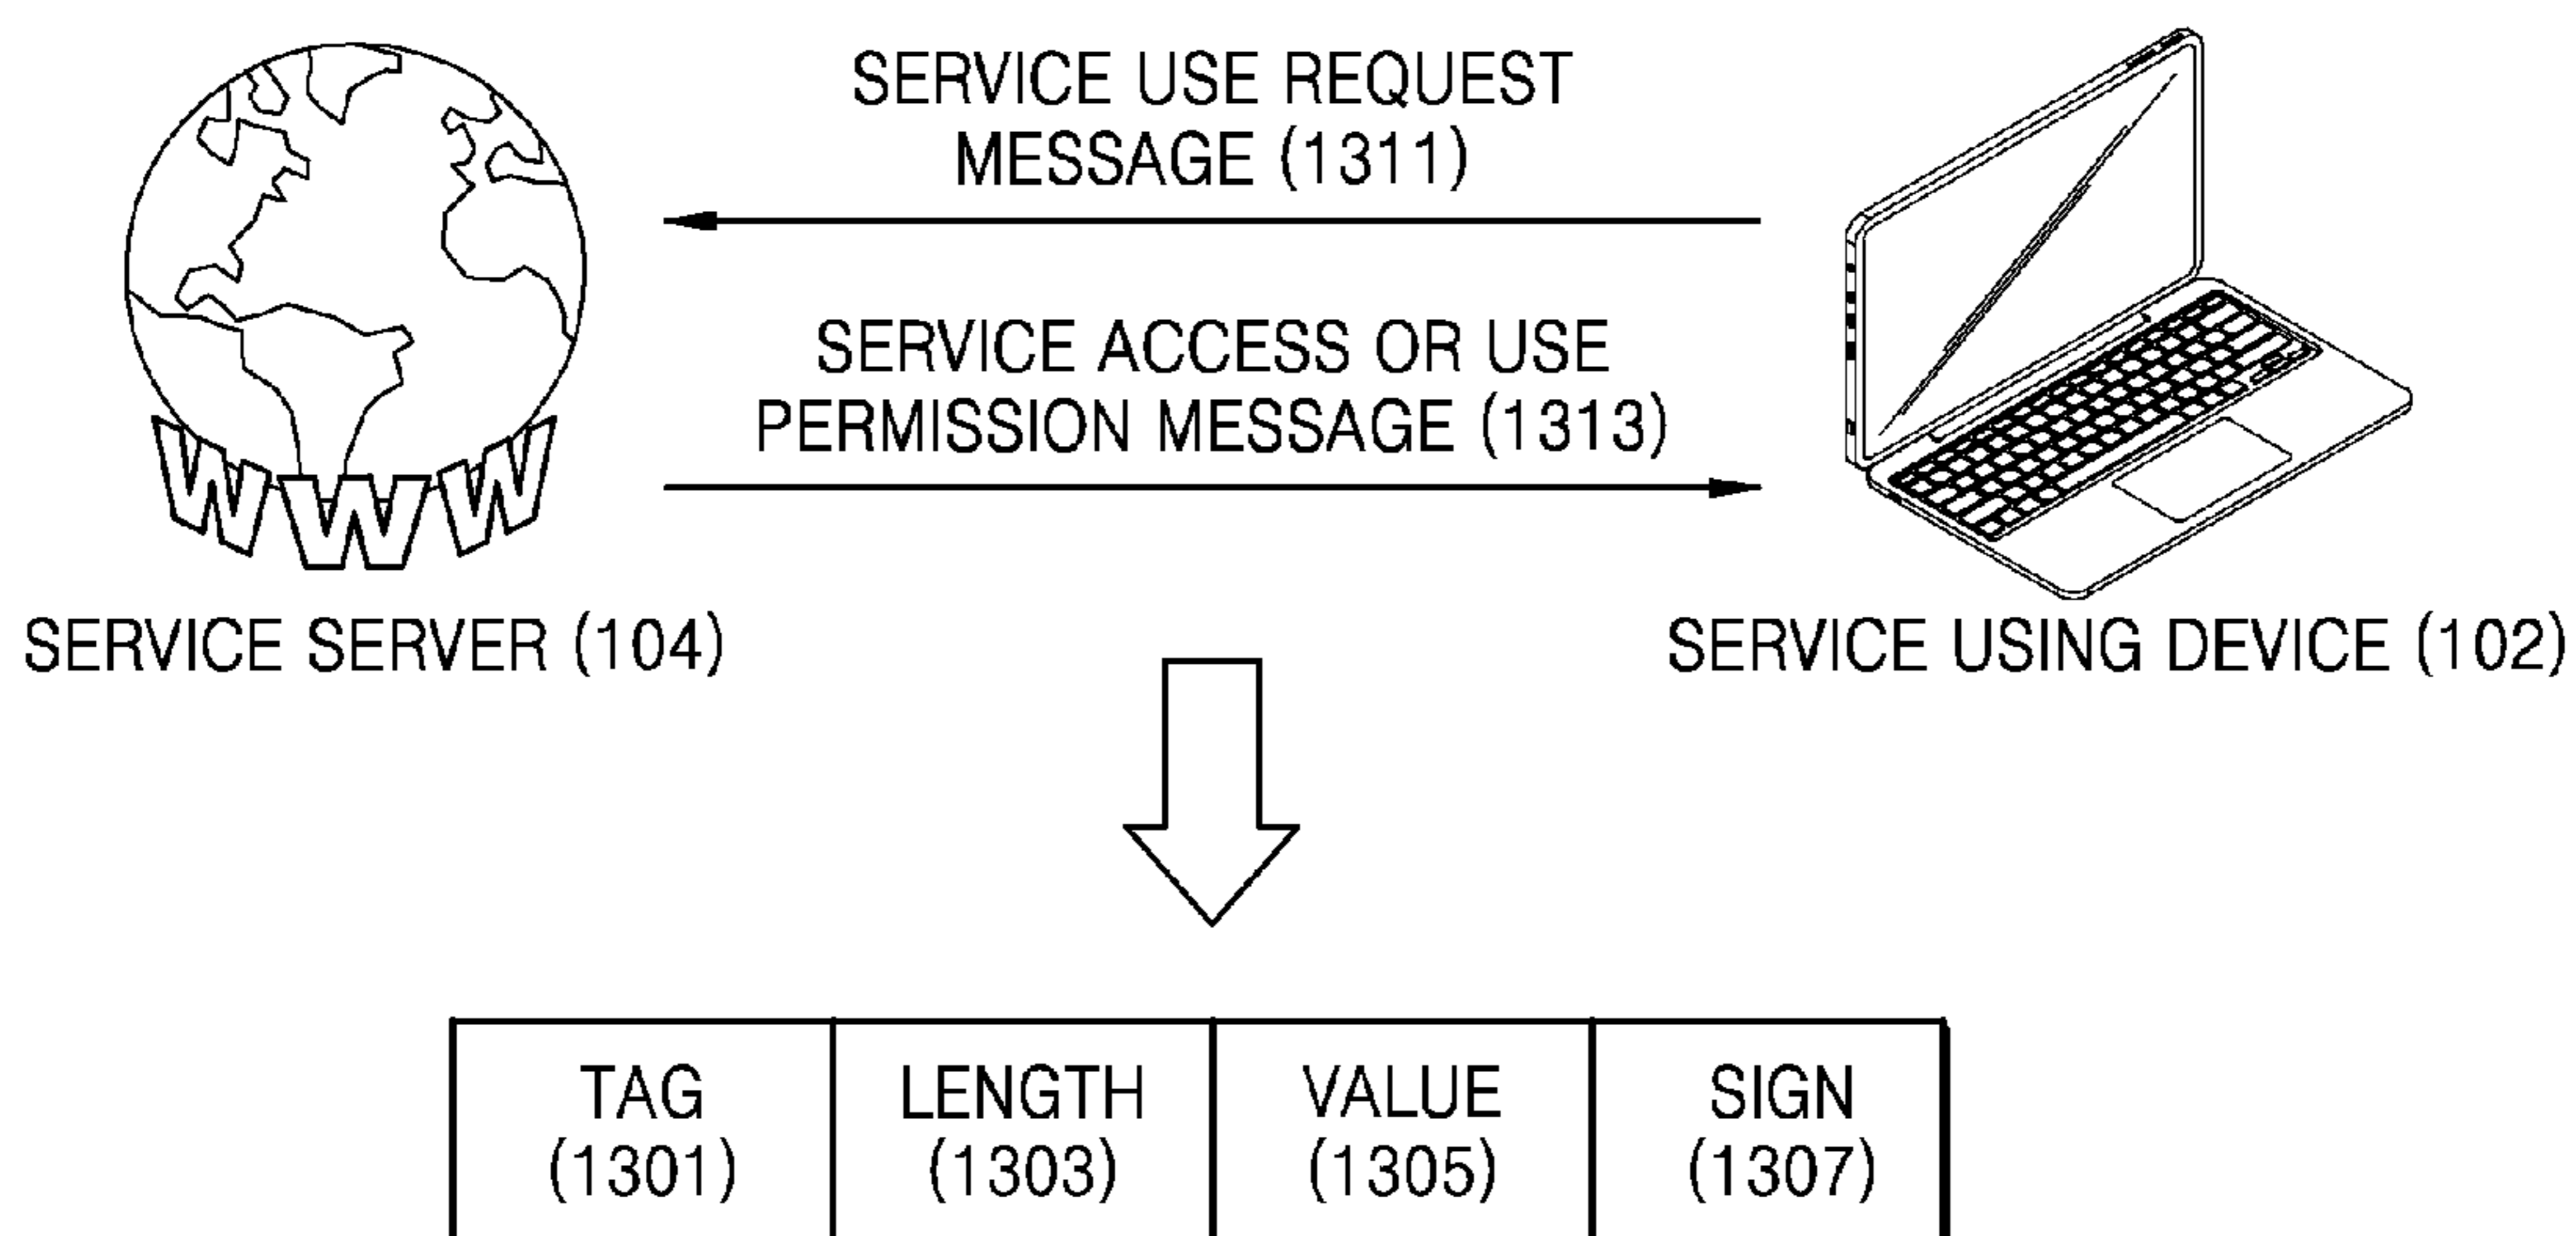 SERVICE USE REQUEST
MESSAGE (1311)
SERVICE ACCESS OR USE
PERMISSION MESSAGE (1313)
WWW
SERVICE SERVER (104)
SERVICE USING DEVICE (102)
TAG
(1301)
LENGTH
(1303)
VALUE
(1305)
SIGN
(1307)